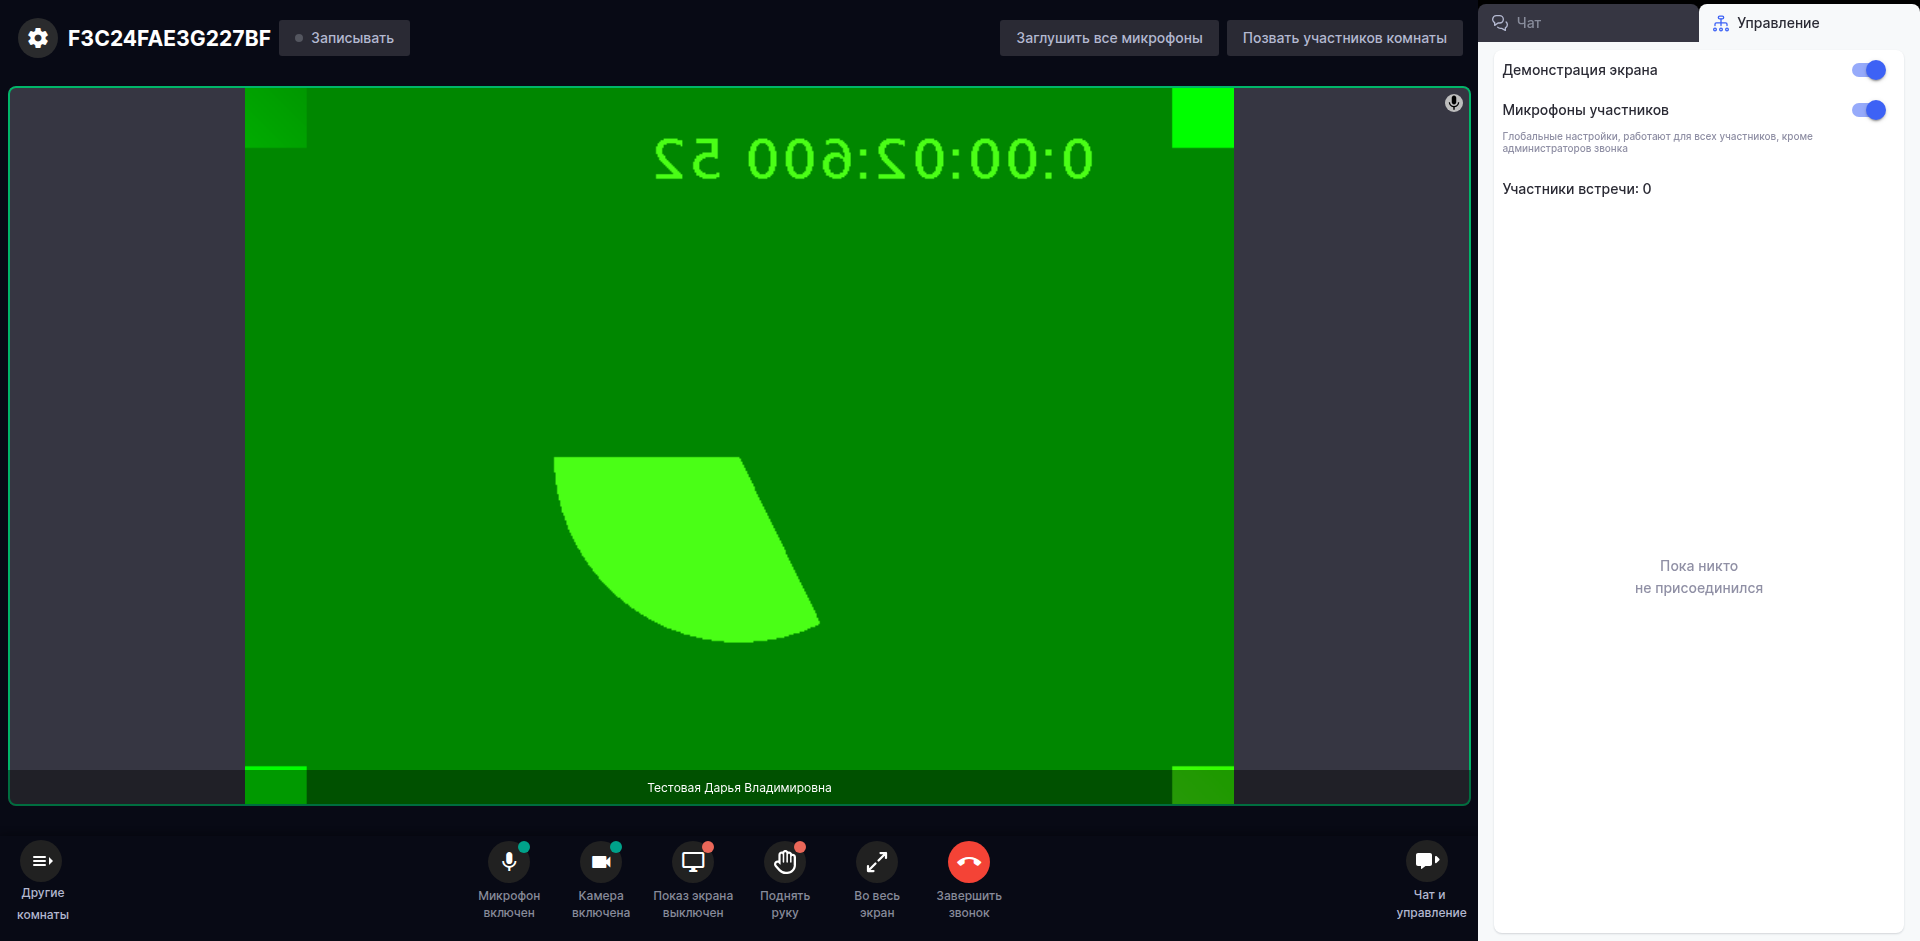 F3C24FAE3G227BF
Записывать
Заглушить все микрофоны
Позвать участников комнаты
Чат
Управление
0:00:02:600 52
Тестовая Дарья Владимировна
Демонстрация экрана
Микрофоны участников
Глобальные настройки, работают для всех участников, кроме
администраторов звонка
Участники встречи: 0
Пока никто
не присоединился
Другие
комнаты
Микрофон
включен
Камера
включена
Показ экрана
выключен
Поднять
руку
Во весь
экран
Завершить
звонок
Чат и
управление